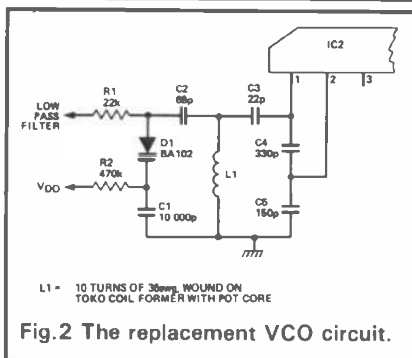 IC2
1 2 3
R1
22k
C2
68p
C3
22p
LOW
PASS
FILTER
D1
BA102
C4
330p
R2
470k
VDD
L1
C1
10 000p
C5
150p
L1 = 10 TURNS OF 36swg, WOUND ON
TOKO COIL FORMER WITH POT CORE
Fig.2 The replacement VCO circuit.